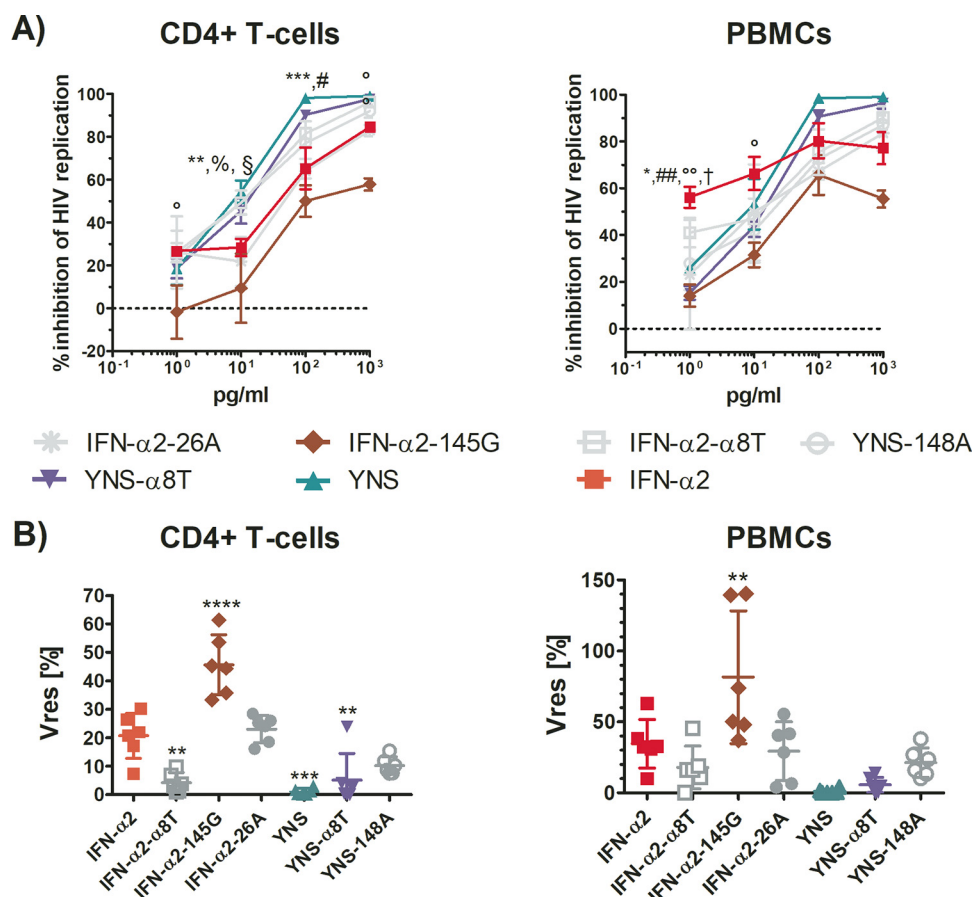 A)
CD4+ T-cells
PBMCs
% inhibition of HIV replication
100
80
60
40
20
0
-20
10⁻¹ 10⁰ 10¹ 10² 10³
pg/ml
°
**,%, §
***,#
°
°
% inhibition of HIV replication
100
80
60
40
20
0
10⁻¹ 10⁰ 10¹ 10² 10³
pg/ml
*,##,°°,†
°
IFN-α2-26A
IFN-α2-145G
IFN-α2-α8T
YNS-148A
YNS-α8T
YNS
IFN-α2
B)
CD4+ T-cells
PBMCs
Vres [%]
70
60
50
40
30
20
10
0
**
****
***
**
IFN-α2
IFN-α2-α8T
IFN-α2-145G
IFN-α2-26A
YNS
YNS-α8T
YNS-148A
Vres [%]
150
100
50
0
**
IFN-α2
IFN-α2-α8T
IFN-α2-145G
IFN-α2-26A
YNS
YNS-α8T
YNS-148A